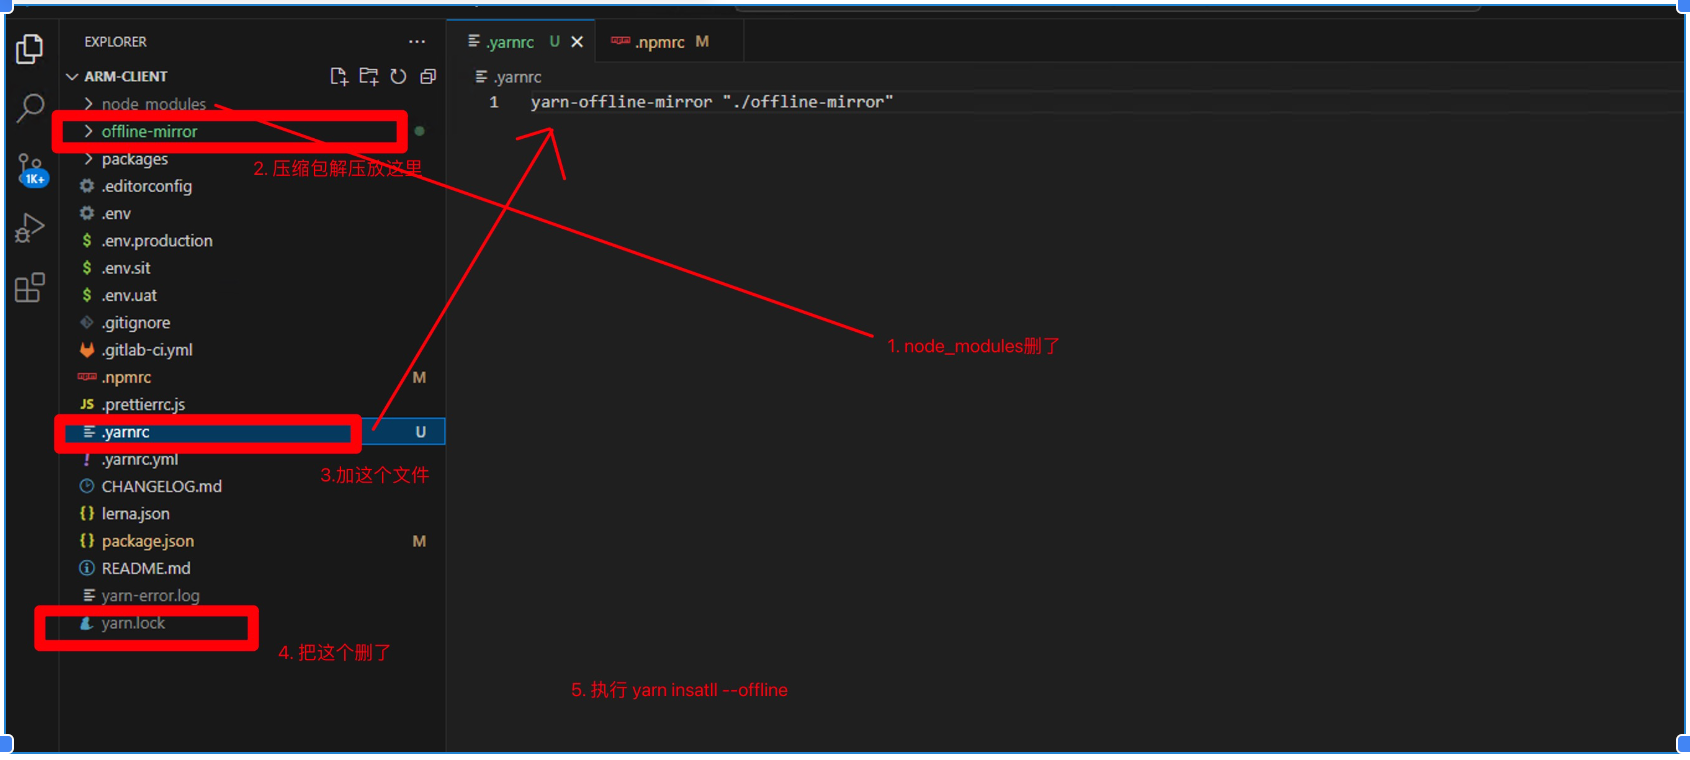 EXPLORER
.yarnrc U
.npmrc M
ARM-CLIENT
.yarnrc
node_modules
1 yarn-offline-mirror "./offline-mirror"
offline-mirror
packages
2. 压缩包解压放这里
.editorconfig
1K+
.env
$ .env.production
$ .env.sit
$ .env.uat
.gitignore
.gitlab-ci.yml
1. node_modules删了
npm .npmrc M
JS .prettierrc.js
.yarnrc U
! .yarnrc.yml
3.加这个文件
CHANGELOG.md
{} lerna.json
{} package.json M
README.md
yarn-error.log
yarn.lock
4. 把这个删了
5. 执行 yarn insatll --offline